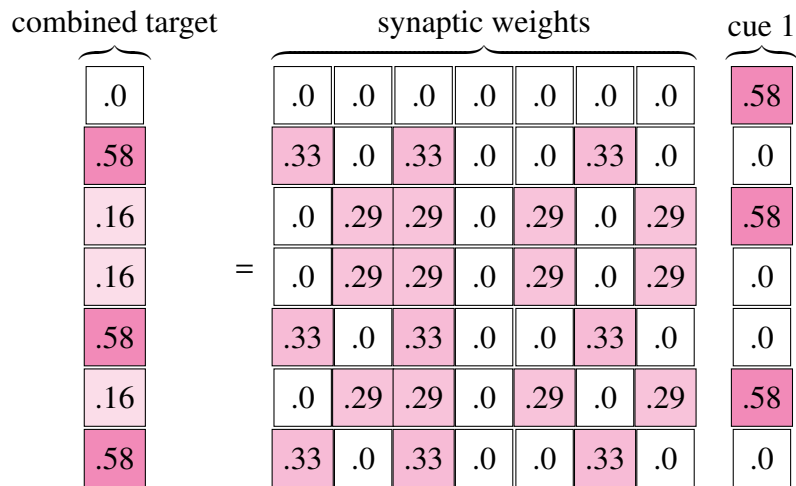 combined target synaptic weights cue 1
.0 .0 .0 .0 .0 .0 .0 .0 .58
.58 .33 .0 .33 .0 .0 .33 .0 .0
.16 .0 .29 .29 .0 .29 .0 .29 .58
.16 = .0 .29 .29 .0 .29 .0 .29 .0
.58 .33 .0 .33 .0 .0 .33 .0 .0
.16 .0 .29 .29 .0 .29 .0 .29 .58
.58 .33 .0 .33 .0 .0 .33 .0 .0